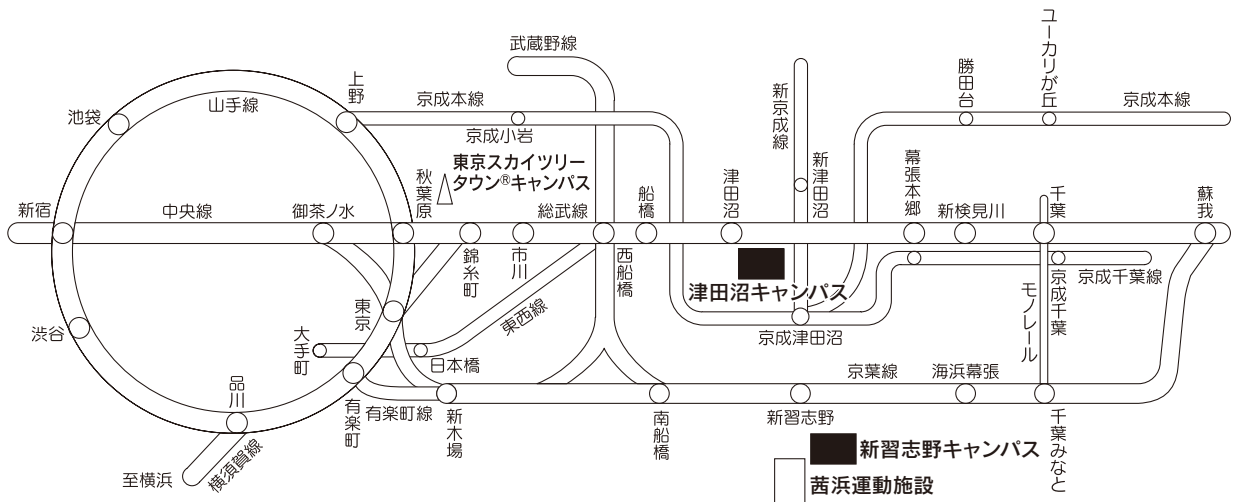 武蔵野線
ユーカリが丘
上野
山手線
京成本線
新京成線
勝田台
京成本線
池袋
京成小岩
東京スカイツリー
タウン®キャンパス
秋葉原
新津田沼
船橋
津田沼
幕張本郷
千葉
蘇我
新宿
中央線
御茶ノ水
総武線
新検見川
錦糸町
市川
西船橋
津田沼キャンパス
京成千葉線
京成千葉
モノレール
東京
東西線
渋谷
大手町
京成津田沼
日本橋
京葉線
海浜幕張
品川
有楽町
有楽町線
新木場
南船橋
新習志野
千葉みなと
新習志野キャンパス
横須賀線
至横浜
茜浜運動施設